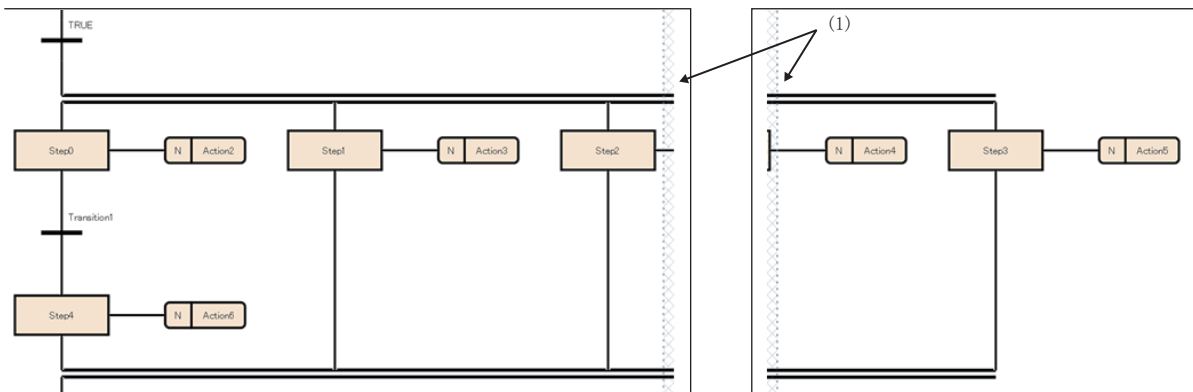 TRUE
(1)
Step0 N Action2 Step1 N Action3 Step2 N Action4 Step3 N Action5
Transition1
Step4 N Action6